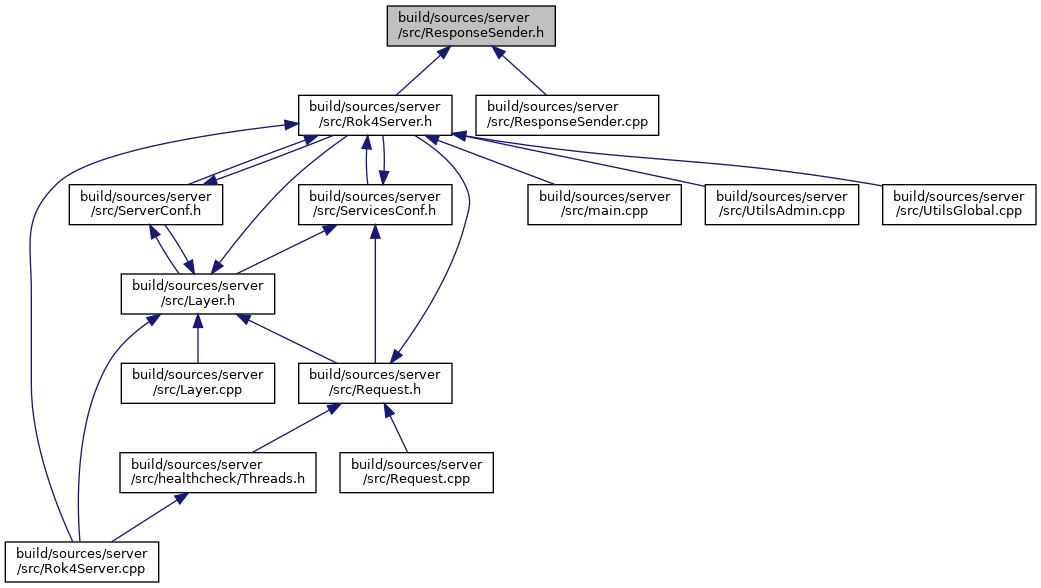 build/sources/server
/src/ResponseSender.h
build/sources/server
/src/Rok4Server.h
build/sources/server
/src/ResponseSender.cpp
build/sources/server
/src/ServerConf.h
build/sources/server
/src/ServicesConf.h
build/sources/server
/src/main.cpp
build/sources/server
/src/UtilsAdmin.cpp
build/sources/server
/src/UtilsGlobal.cpp
build/sources/server
/src/Layer.h
build/sources/server
/src/Layer.cpp
build/sources/server
/src/Request.h
build/sources/server
/src/healthcheck/Threads.h
build/sources/server
/src/Request.cpp
build/sources/server
/src/Rok4Server.cpp